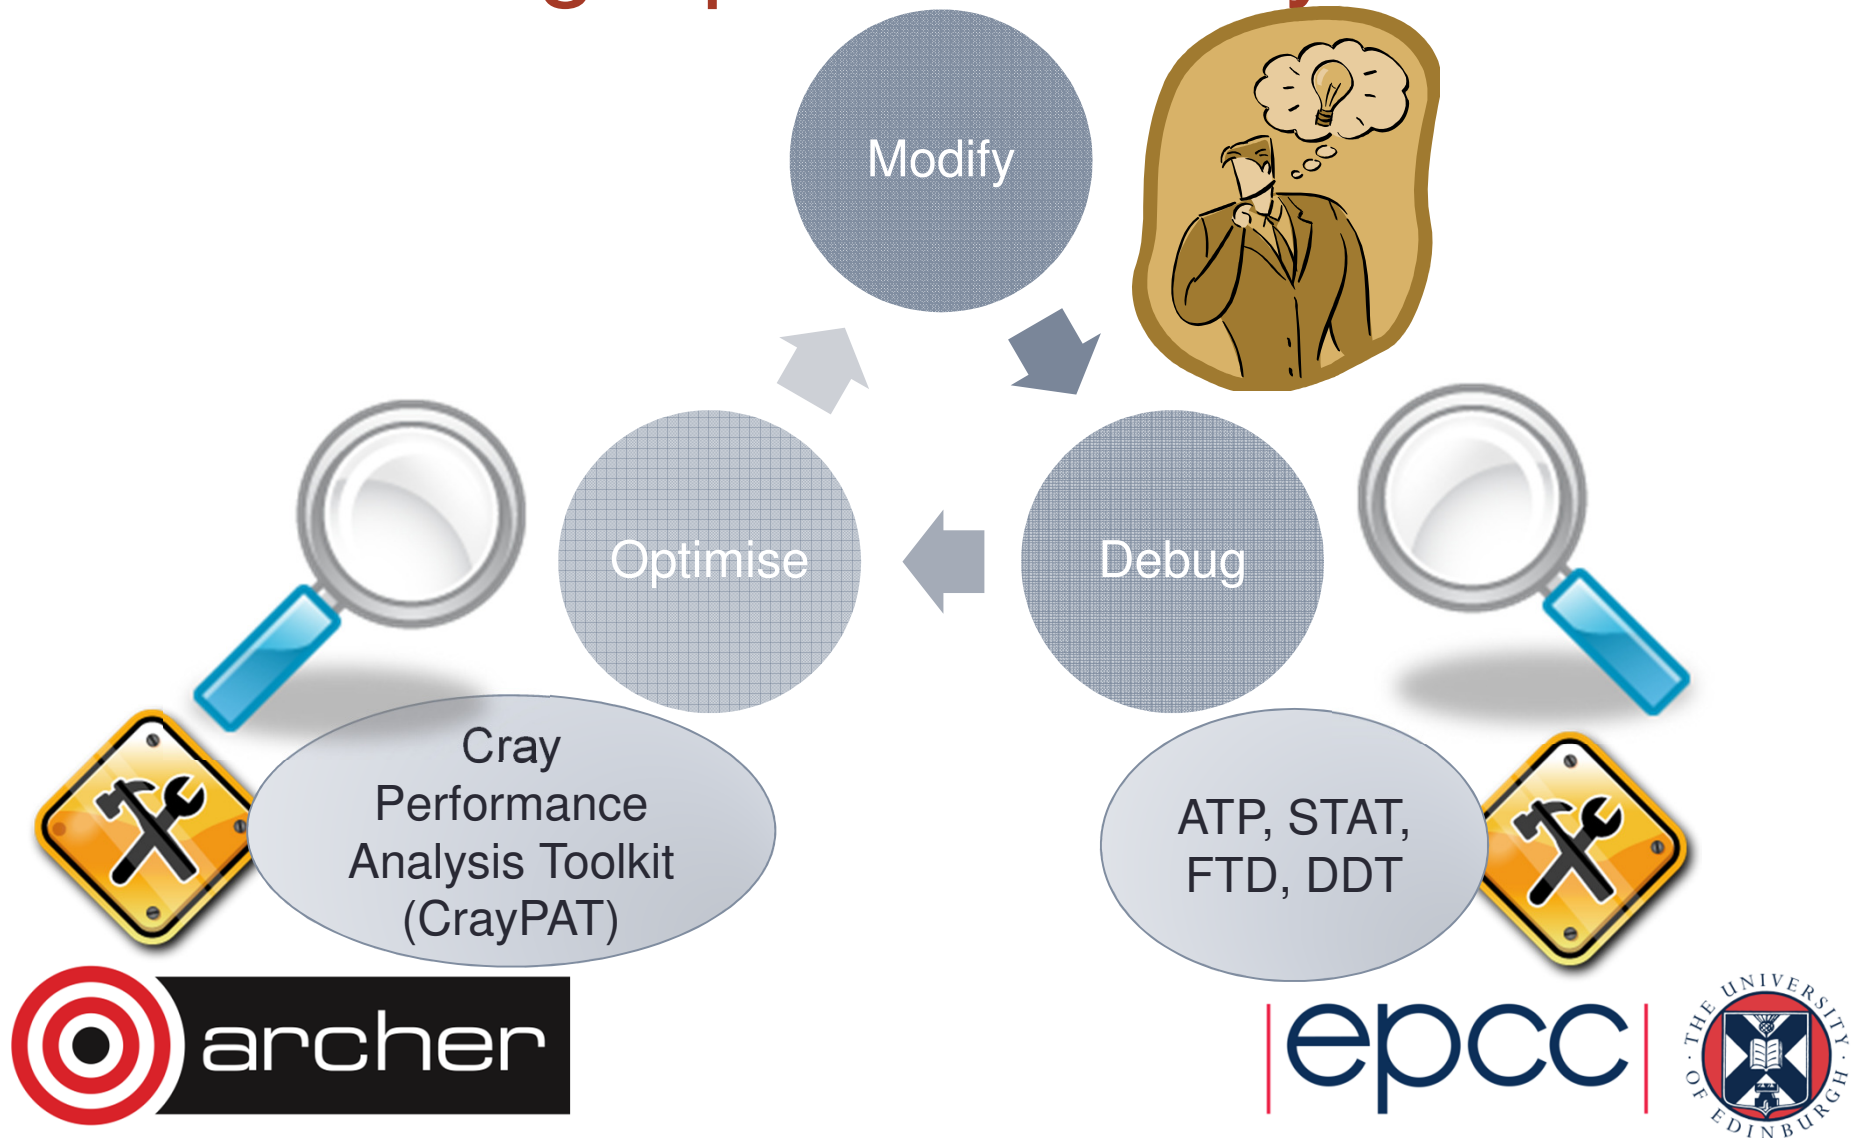 Modify
Optimise
Debug
Cray
Performance
Analysis Toolkit
(CrayPAT)
ATP, STAT,
FTD, DDT
archer
epcc
THE UNIVERSITY
OF EDINBURGH